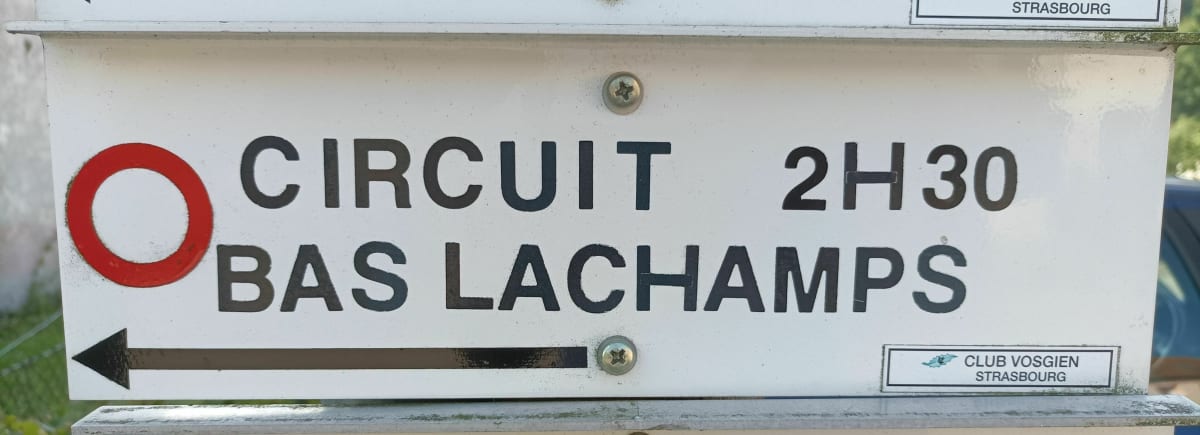 STRASBOURG
CIRCUIT 2H30
BAS LACHAMPS
CLUB VOSGIEN
STRASBOURG